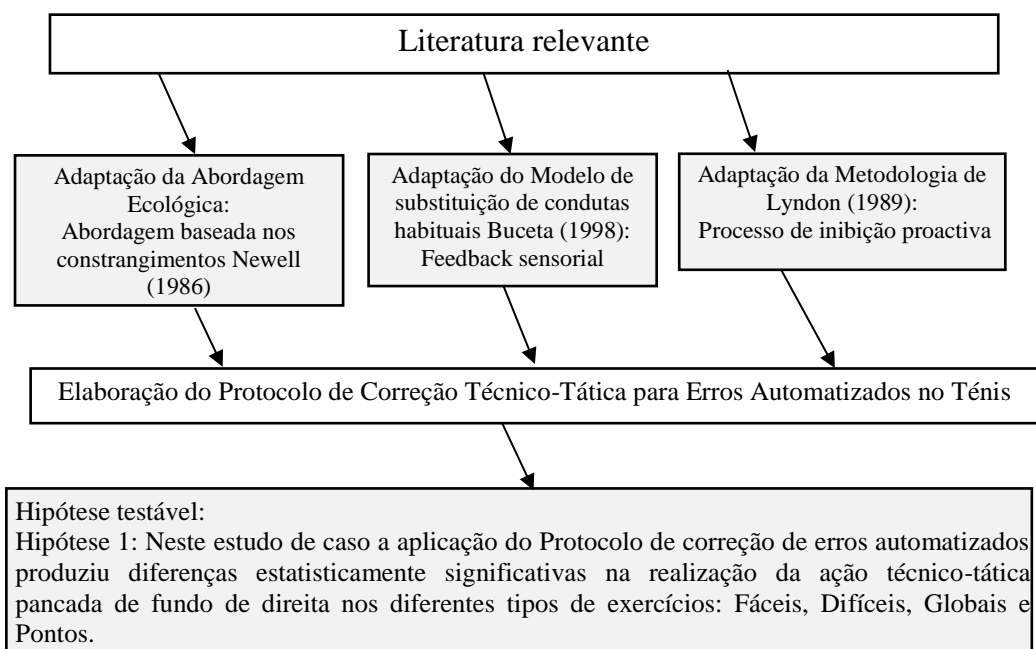 Literatura relevante
Adaptação da Abordagem
Ecológica:
Abordagem baseada nos
constrangimentos Newell
(1986)
Adaptação do Modelo de
substituição de condutas
habituais Buceta (1998):
Feedback sensorial
Adaptação da Metodologia de
Lyndon (1989):
Processo de inibição proactiva
Elaboração do Protocolo de Correção Técnico-Tática para Erros Automatizados no Ténis
Hipótese testável:
Hipótese 1: Neste estudo de caso a aplicação do Protocolo de correção de erros automatizados
produziu diferenças estatisticamente significativas na realização da ação técnico-tática
pancada de fundo de direita nos diferentes tipos de exercícios: Fáceis, Difíceis, Globais e
Pontos.